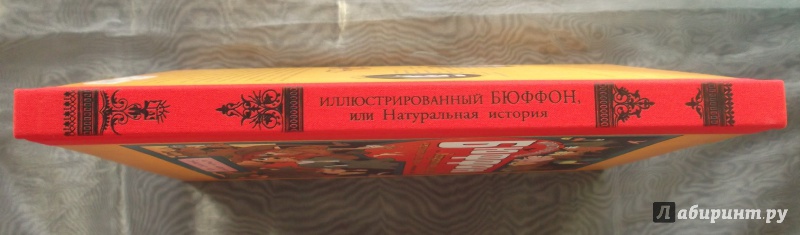 ИЛЛЮСТРИРОВАННЫЙ БЮФФОН,
или Натуральная история
Лабиринт.ру